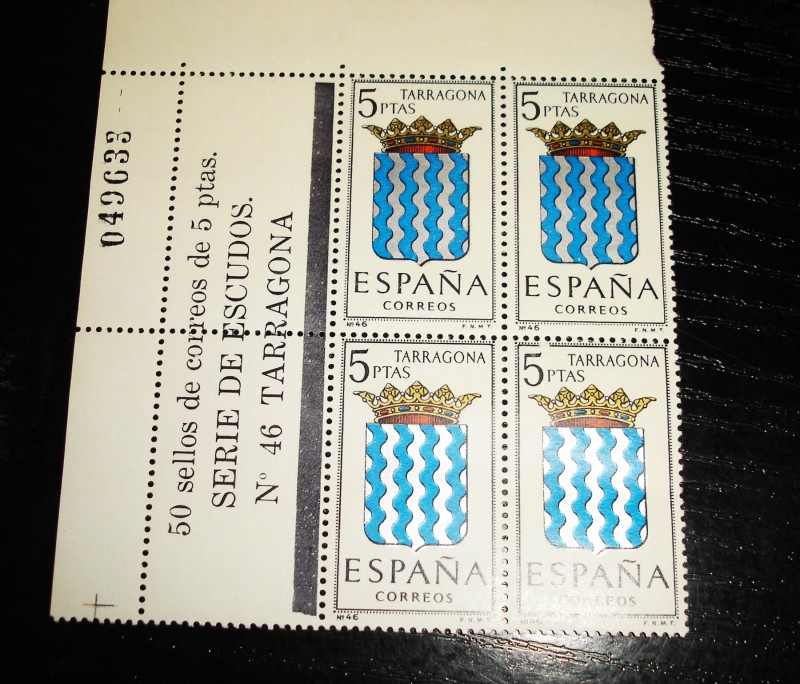 049633
50 sellos de correos de 5 ptas.
SERIE DE ESCUDOS.
Nº 46 TARRAGONA
5 PTAS TARRAGONA
ESPAÑA
CORREOS
Nº 46 F.N.M.T.
5 PTAS TARRAGONA
ESPAÑA
CORREOS
Nº 46 F.N.M.T.
5 PTAS TARRAGONA
ESPAÑA
CORREOS
Nº 46 F.N.M.T.
5 PTAS TARRAGONA
ESPAÑA
CORREOS
Nº 46 F.N.M.T.